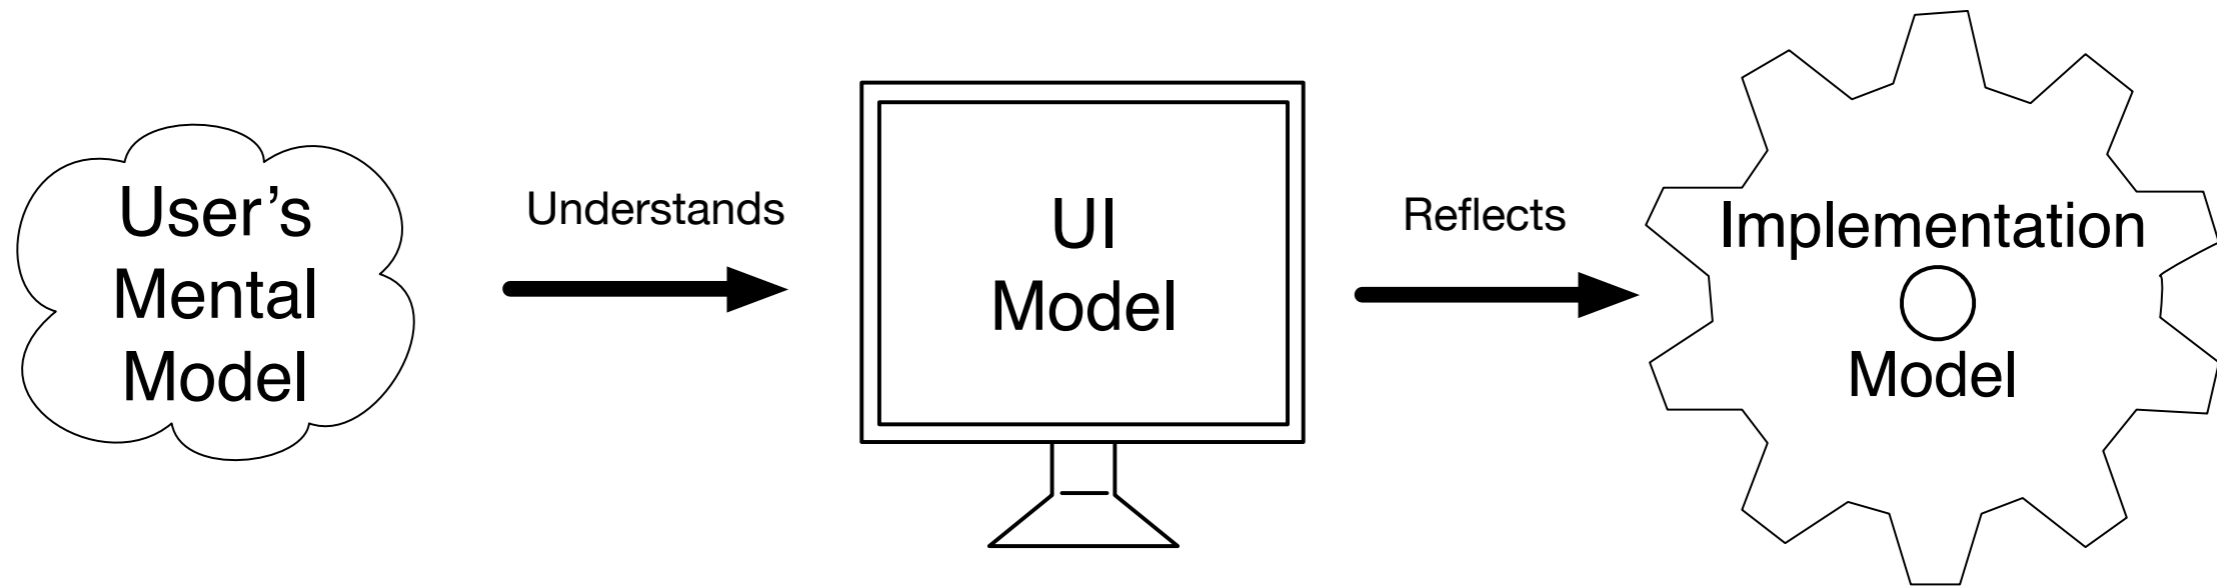 User’s
Mental
Model
Understands
UI
Model
Reflects
Implementation
Model